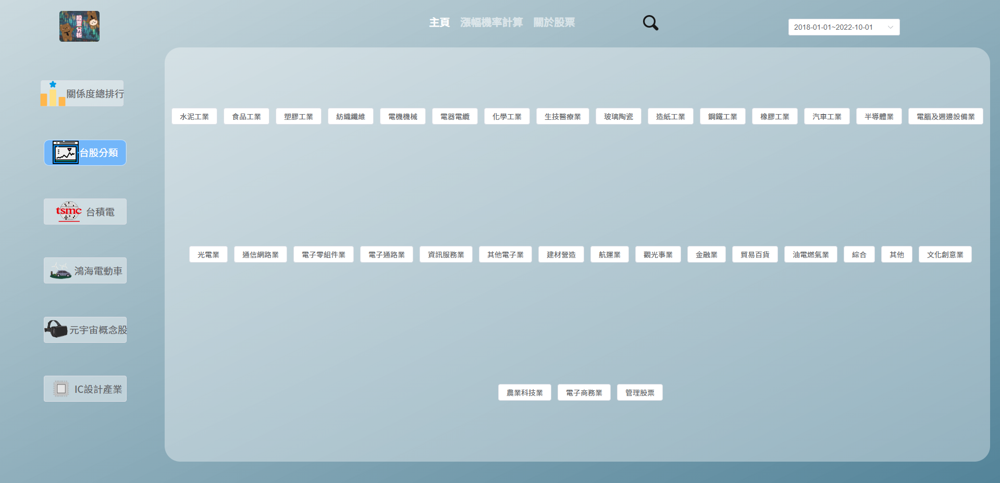 股票分析
主頁 漲幅機率計算 關於股票
2018-01-01~2022-10-01
關係度總排行
台股分類
tsmc 台積電
鴻海電動車
元宇宙概念股
IC設計產業
水泥工業 食品工業 塑膠工業 紡織纖維 電機機械 電器電纜 化學工業 生技醫療業 玻璃陶瓷 造紙工業 鋼鐵工業 橡膠工業 汽車工業 半導體業 電腦及週邊設備業
光電業 通信網路業 電子零組件業 電子通路業 資訊服務業 其他電子業 建材營造 航運業 觀光事業 金融業 貿易百貨 油電燃氣業 綜合 其他 文化創意業
農業科技業 電子商務業 管理股票